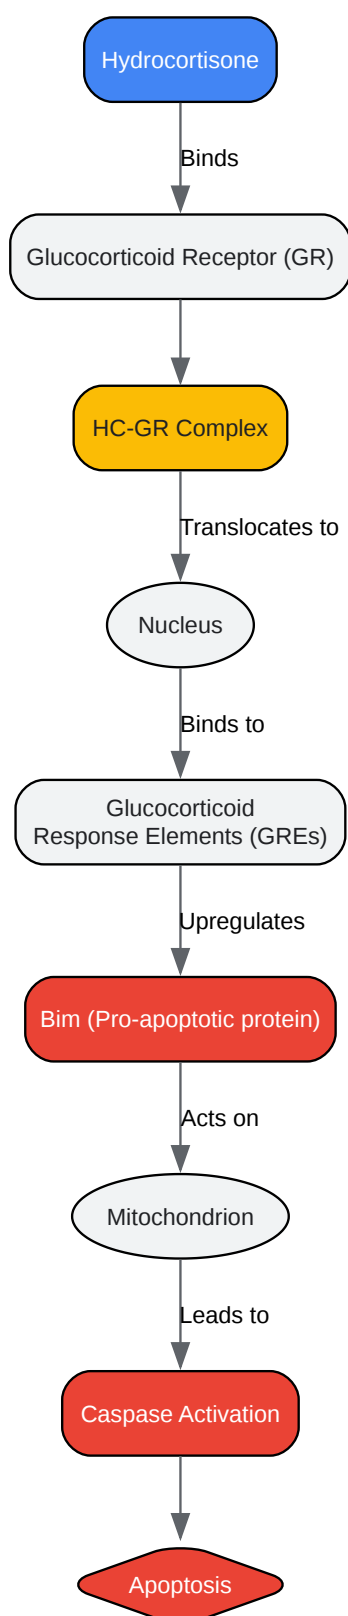 Hydrocortisone
Binds
Glucocorticoid Receptor (GR)
HC-GR Complex
Translocates to
Nucleus
Binds to
Glucocorticoid
Response Elements (GREs)
Upregulates
Bim (Pro-apoptotic protein)
Acts on
Mitochondrion
Leads to
Caspase Activation
Apoptosis